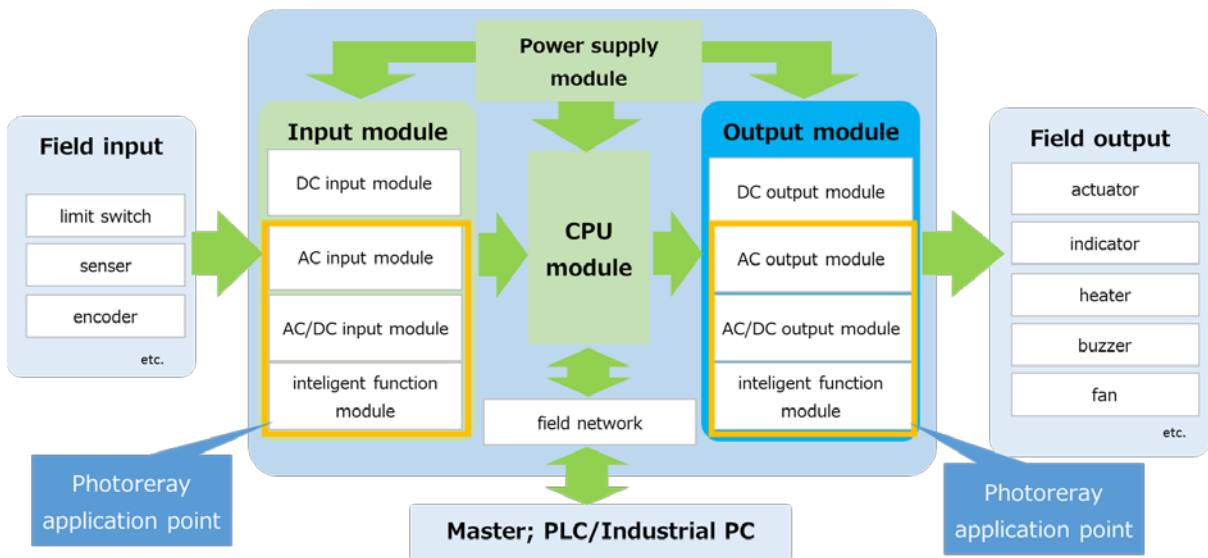 Power supply
module
Field input
limit switch
senser
encoder
etc.
Input module
DC input module
AC input module
AC/DC input module
inteligent function
module
CPU
module
field network
Output module
DC output module
AC output module
AC/DC output module
inteligent function
module
Field output
actuator
indicator
heater
buzzer
fan
etc.
Photoreray
application point
Photoreray
application point
Master; PLC/Industrial PC